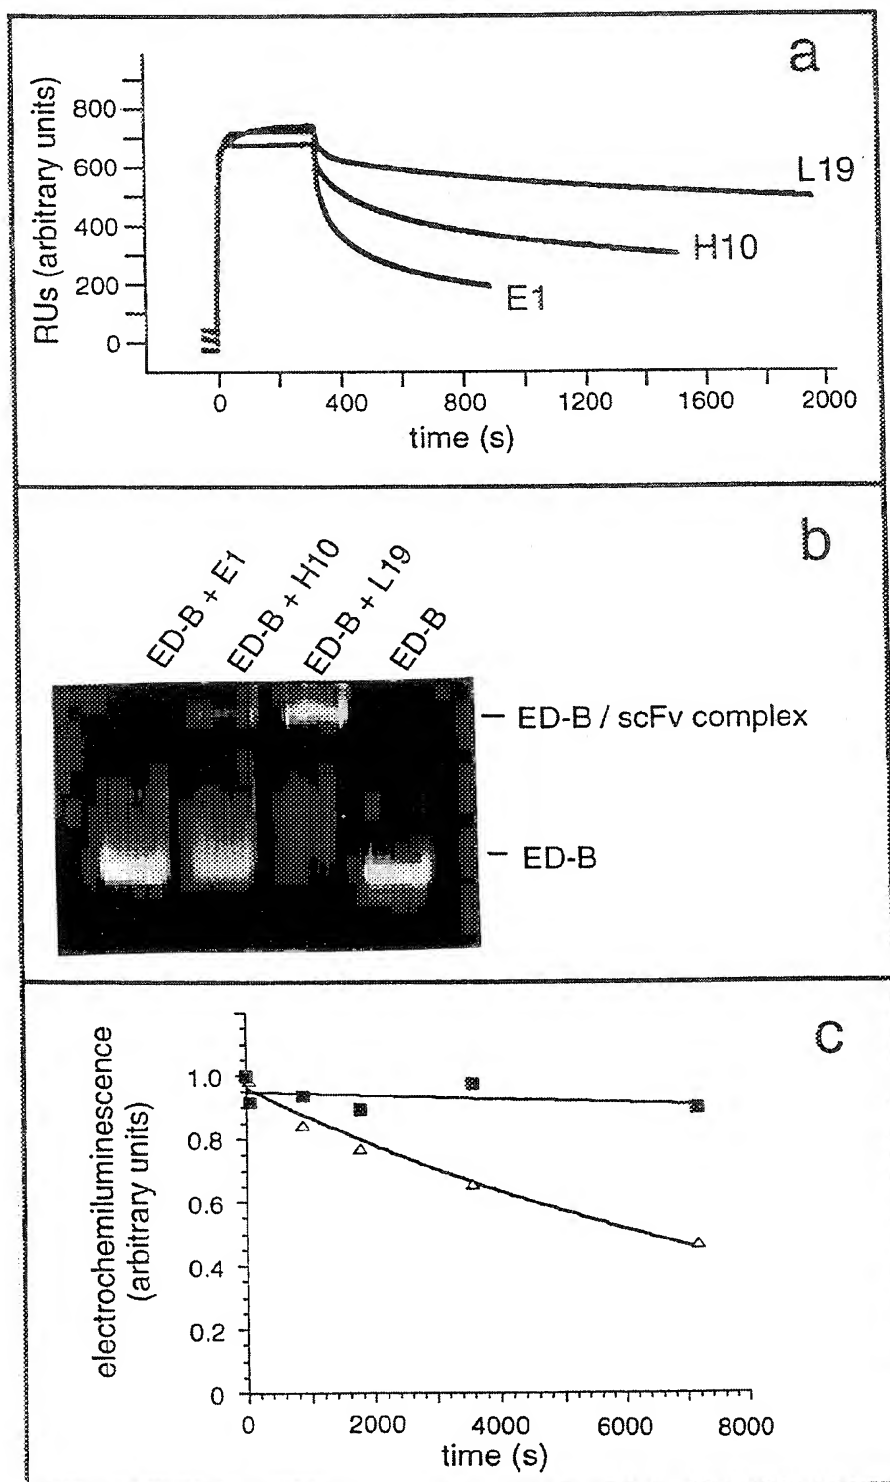 a
RUs (arbitrary units)
800
600
400
200
0
L19
H10
E1
0 400 800 1200 1600 2000
time (s)
b
ED-B + E1
ED-B + H10
ED-B + L19
ED-B
ED-B / scFv complex
ED-B
c
electrochemiluminescence
(arbitrary units)
1.0
0.8
0.6
0.4
0.2
0
0 2000 4000 6000 8000
time (s)